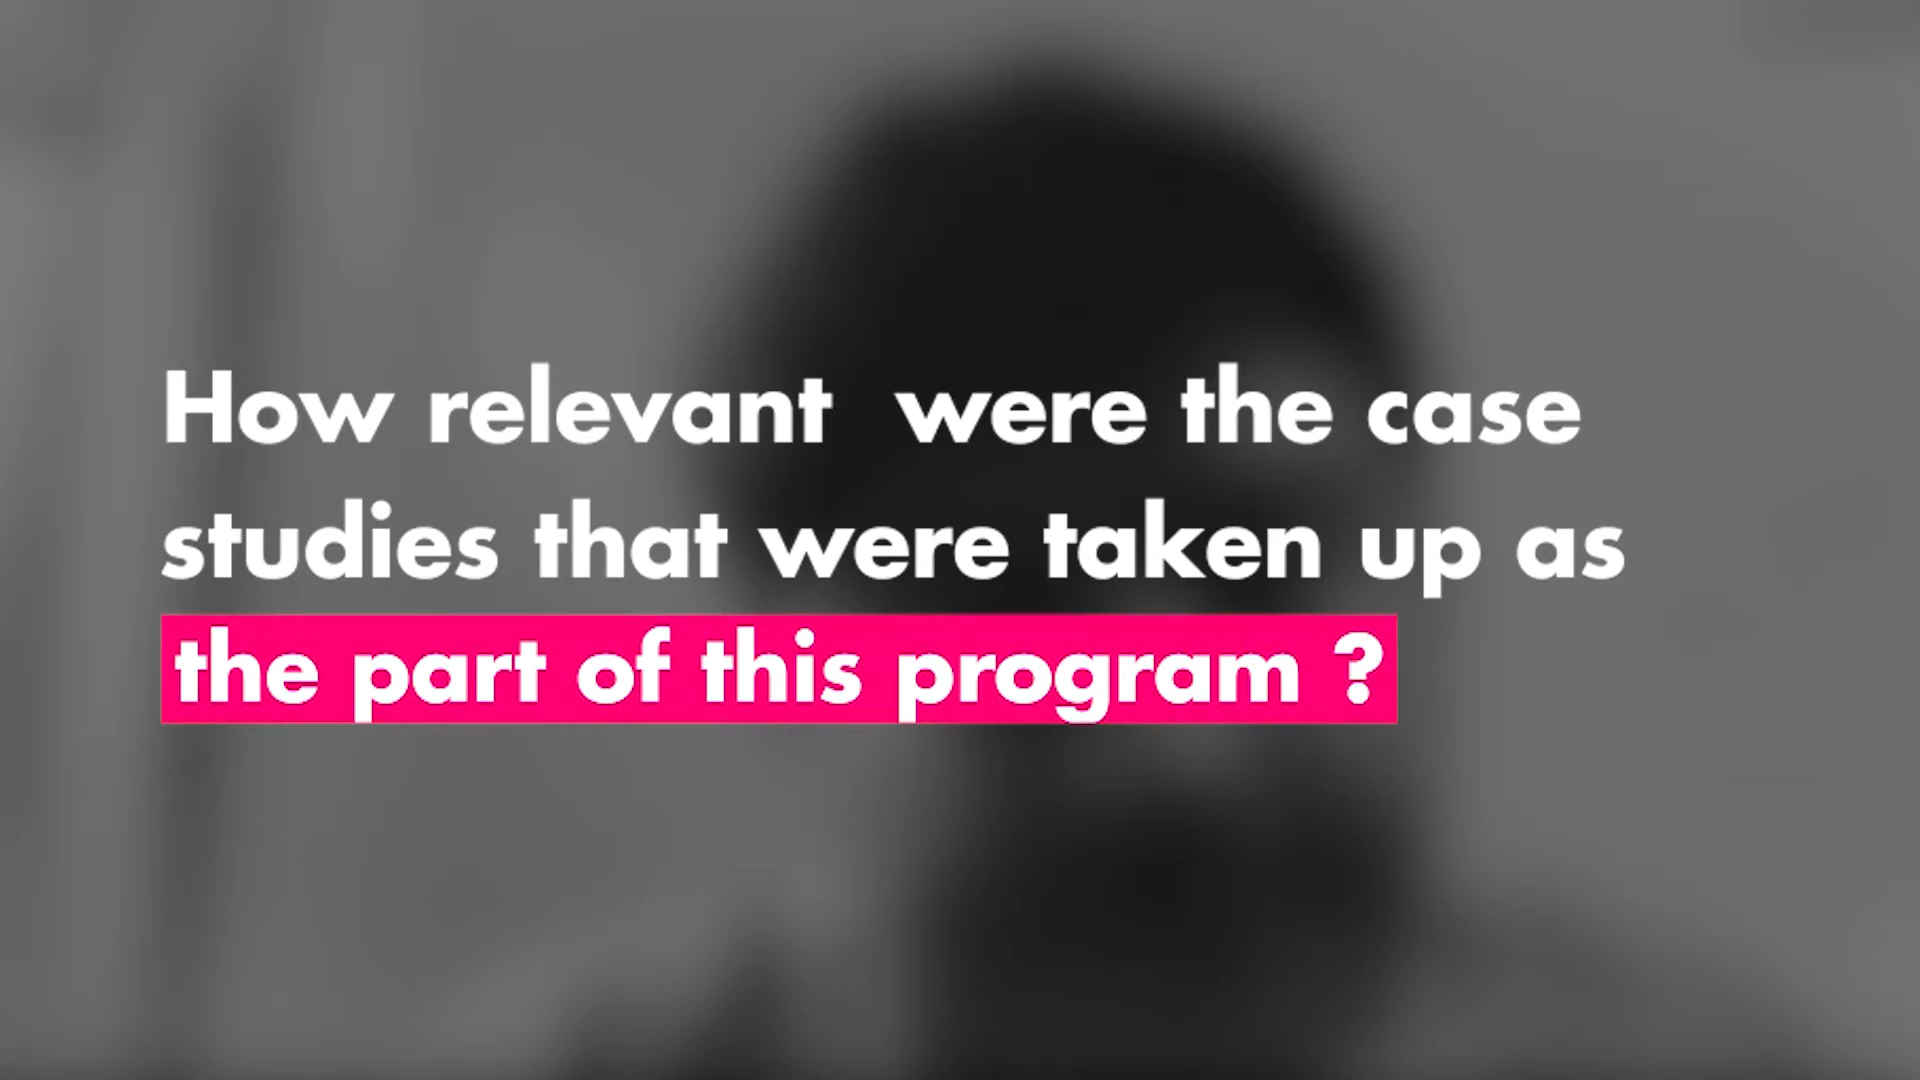 How relevant  were the case
studies that were taken up as
the part of this program ?